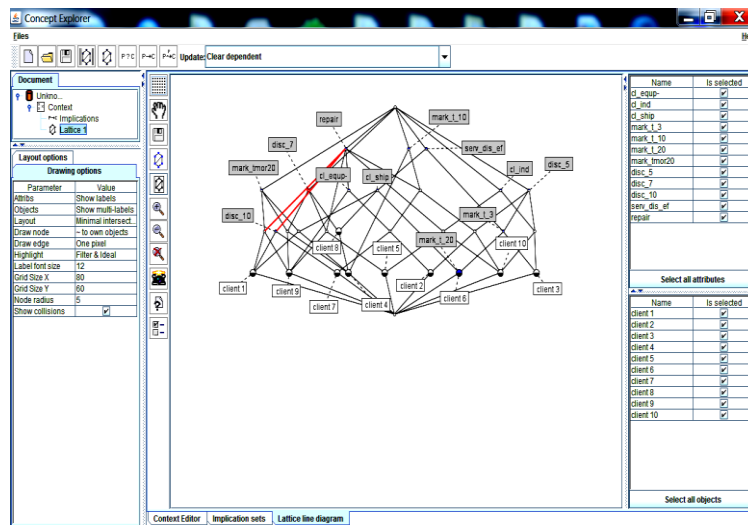 Concept Explorer
Files
He
P?C P→C Update: Clear dependent
Document
Unkno...
Context
Implications
Lattice 1
Layout options
Drawing options
Parameter Value
Attribs Show labels
Objects Show multi-labels
Layout Minimal intersect...
Draw node ~ to own objects
Draw edge One pixel
Highlight Filter & Ideal
Label font size 12
Grid Size X 80
Grid Size Y 60
Node radius 5
Show collisions
repair
mark_t_10
disc_7
serv_dis_ef
mark_tmor20
cl_equp-
cl_ship
cl_ind
disc_5
disc_10
mark_t_3
client 8
client 5
mark_t_20
client 10
client 1
client 9
client 7
client 4
client 2
client 6
client 3
Name Is selected
cl_equp-
cl_ind
cl_ship
mark_t_3
mark_t_10
mark_t_20
mark_tmor20
disc_5
disc_7
disc_10
serv_dis_ef
repair
Select all attributes
Name Is selected
client 1
client 2
client 3
client 4
client 5
client 6
client 7
client 8
client 9
client 10
Select all objects
Context Editor Implication sets Lattice line diagram